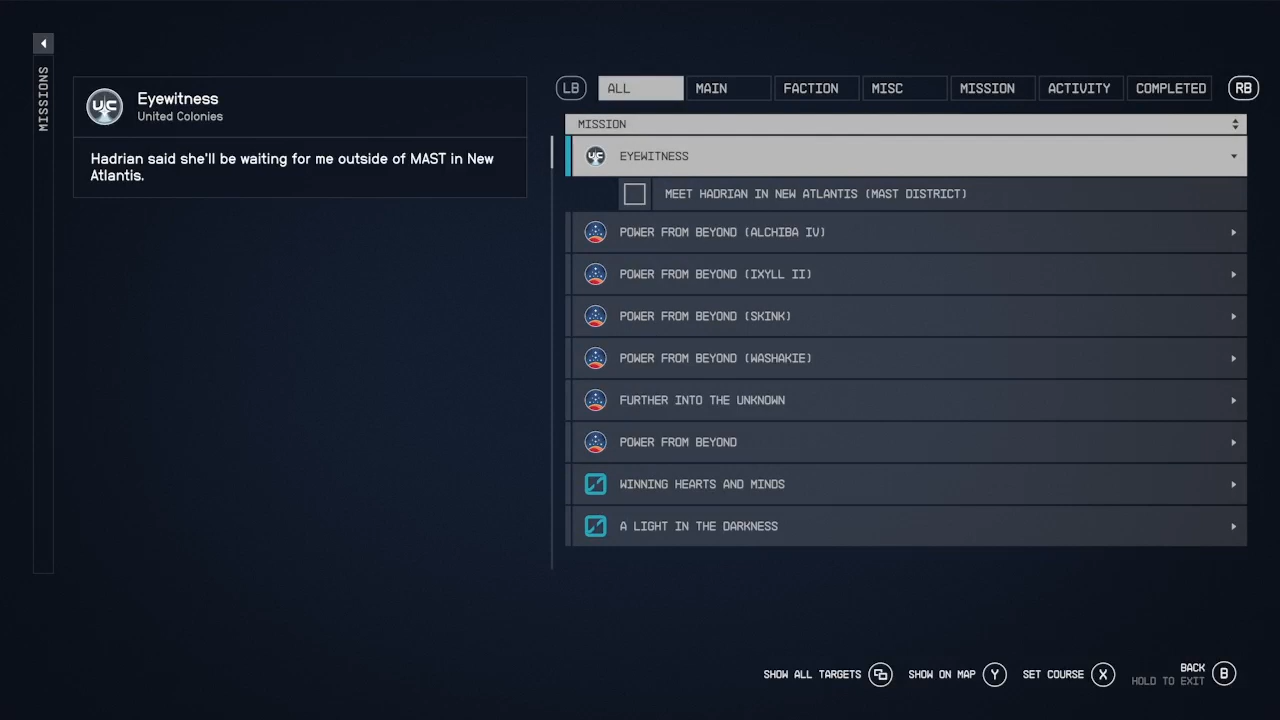 MISSIONS
UC
Eyewitness
United Colonies
Hadrian said she'll be waiting for me outside of MAST in New
Atlantis.
LB
ALL
MAIN
FACTION
MISC
MISSION
ACTIVITY
COMPLETED
RB
MISSION
UC
EYEWITNESS
MEET HADRIAN IN NEW ATLANTIS (MAST DISTRICT)
POWER FROM BEYOND (ALCHIBA IV)
POWER FROM BEYOND (IXYLL II)
POWER FROM BEYOND (SKINK)
POWER FROM BEYOND (WASHAKIE)
FURTHER INTO THE UNKNOWN
POWER FROM BEYOND
WINNING HEARTS AND MINDS
A LIGHT IN THE DARKNESS
SHOW ALL TARGETS
SHOW ON MAP Y
SET COURSE X
BACK B
HOLD TO EXIT